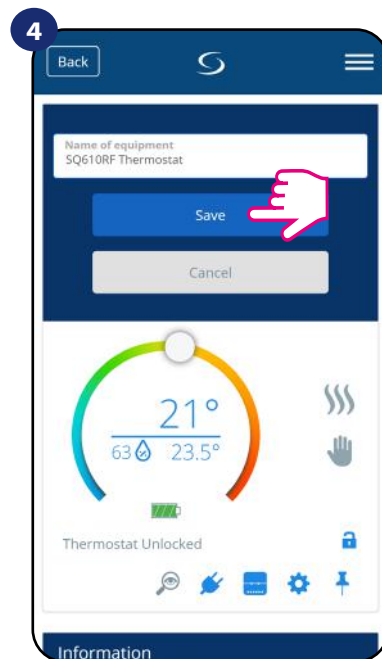 4
Back
Name of equipment
SQ610RF Thermostat
Save
Cancel
21°
63 % 23.5°
Thermostat Unlocked
Information